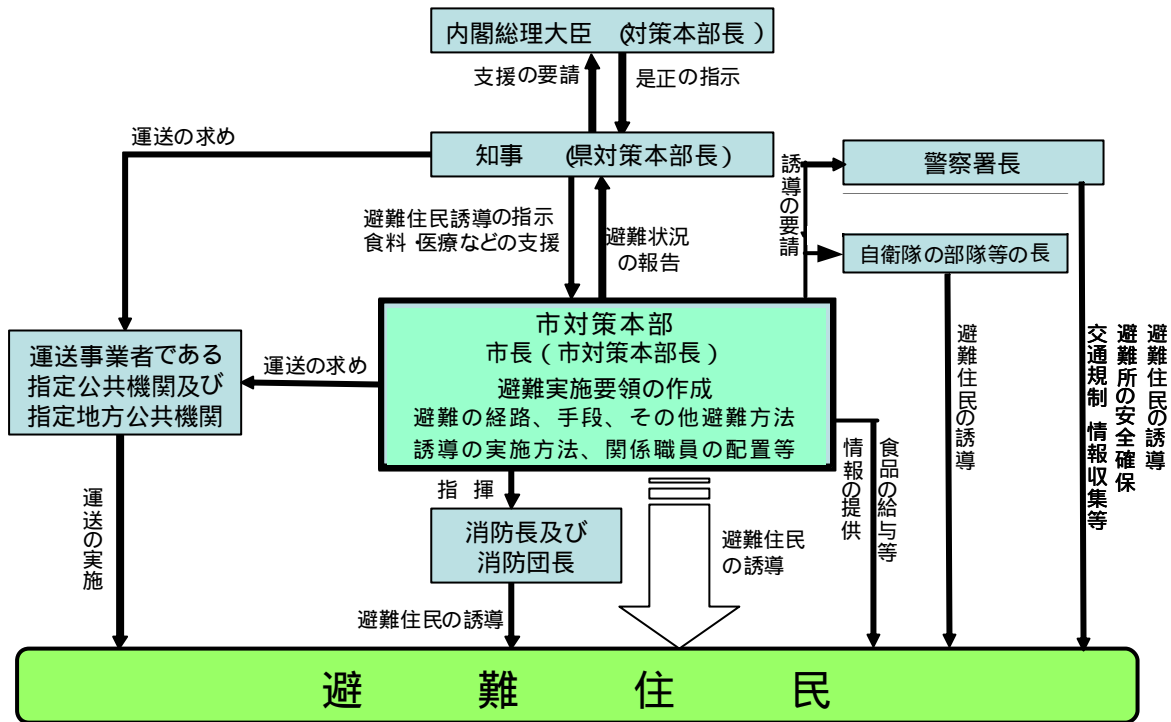 内閣総理大臣 (対策本部長)
支援の要請
是正の指示
運送の求め
知事 (県対策本部長)
警察署長
誘導の要請
避難住民誘導の指示
食料・医療などの支援
避難状況
の報告
自衛隊の部隊等の長
市対策本部
市長(市対策本部長)
避難実施要領の作成
避難の経路、手段、その他避難方法
誘導の実施方法、関係職員の配置等
運送事業者である
指定公共機関及び
指定地方公共機関
運送の求め
避難住民の誘導
避難住民の誘導
避難所の安全確保
交通規制 情報収集等
指揮
食品の給与等
情報の提供
運送の実施
消防長及び
消防団長
避難住民
の誘導
避難住民の誘導
避難住民